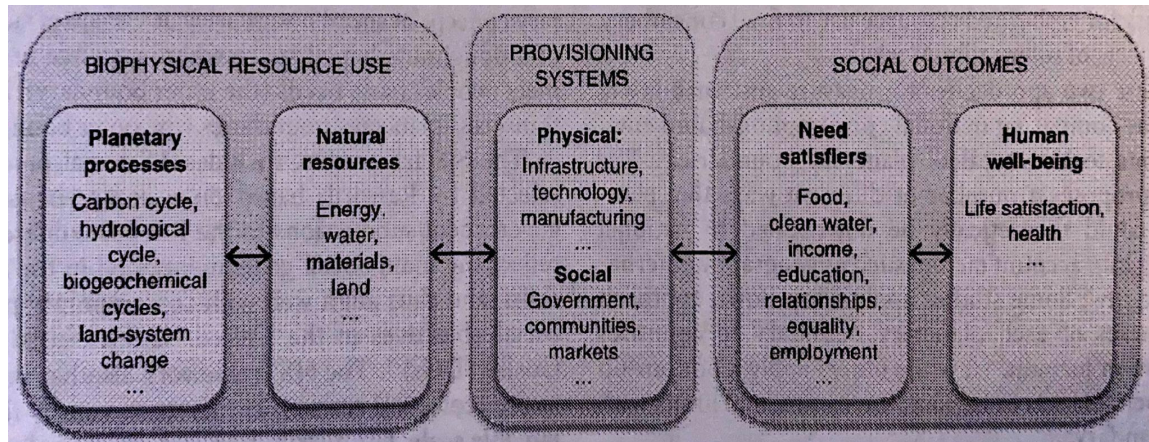 BIOPHYSICAL RESOURCE USE
Planetary
processes
Carbon cycle,
hydrological
cycle,
biogeochemical
cycles,
land-system
change
...
Natural
resources
Energy.
water,
materials,
land
...
PROVISIONING
SYSTEMS
Physical:
Infrastructure,
technology,
manufacturing
...
Social
Government,
communities,
markets
SOCIAL OUTCOMES
Need
satisfiers
Food,
clean water,
income,
education,
relationships,
equality,
employment
...
Human
well-being
Life satisfaction,
health
...